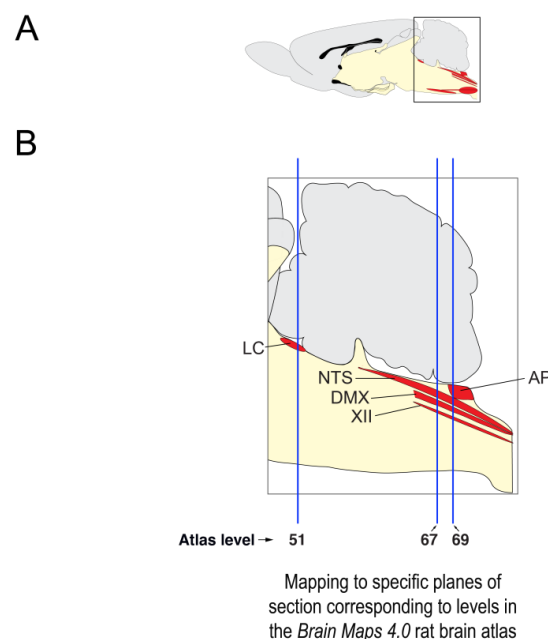 A
B
LC
NTS
AP
DMX
XII
Atlas level → 51 67 69
Mapping to specific planes of
section corresponding to levels in
the Brain Maps 4.0 rat brain atlas